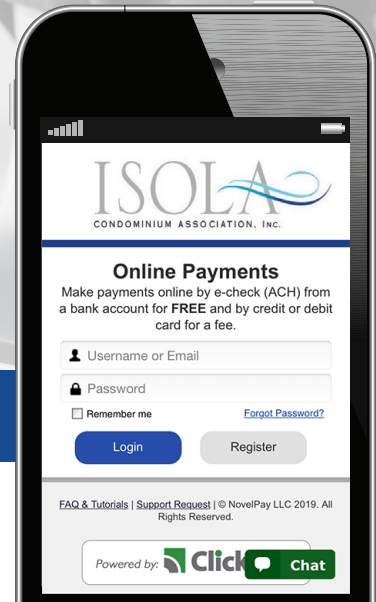 ISOLA
CONDOMINIUM ASSOCIATION, INC.
Online Payments
Make payments online by e-check (ACH) from
a bank account for FREE and by credit or debit
card for a fee.
Username or Email
Password
Remember me
Forgot Password?
Login
Register
FAQ & Tutorials | Support Request | © NovelPay LLC 2019. All
Rights Reserved.
Powered by: Click
Chat